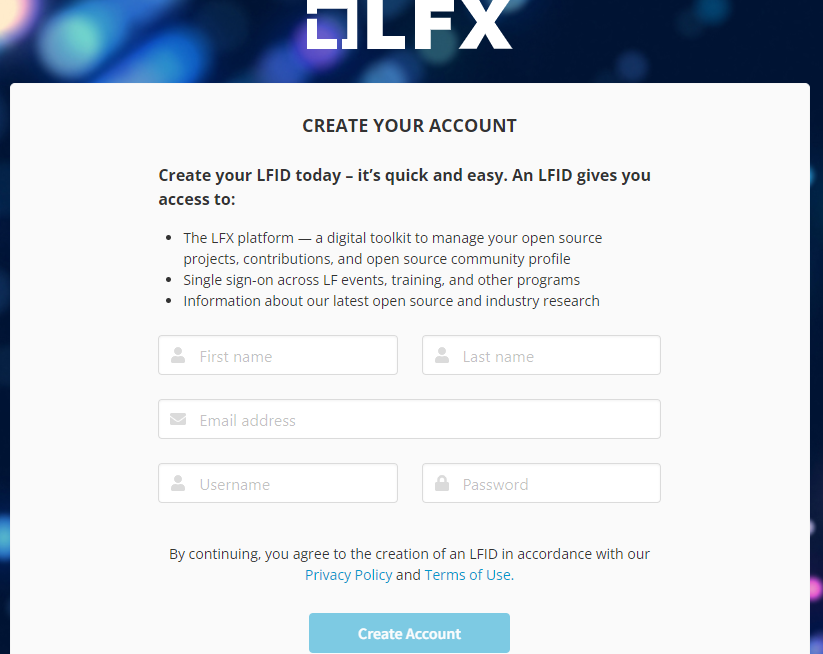 LFX
CREATE YOUR ACCOUNT
Create your LFID today – it’s quick and easy. An LFID gives you
access to:
The LFX platform — a digital toolkit to manage your open source
projects, contributions, and open source community profile
Single sign-on across LF events, training, and other programs
Information about our latest open source and industry research
First name
Last name
Email address
Username
Password
By continuing, you agree to the creation of an LFID in accordance with our
Privacy Policy and Terms of Use.
Create Account